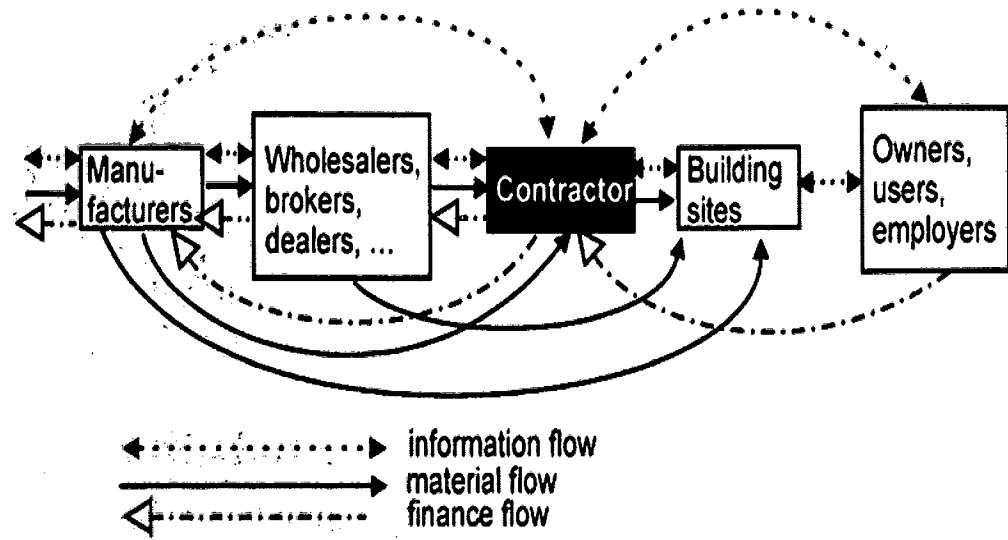 Manu-
facturers
Wholesalers,
brokers,
dealers, ...
Contractor
Building
sites
Owners,
users,
employers
information flow
material flow
finance flow